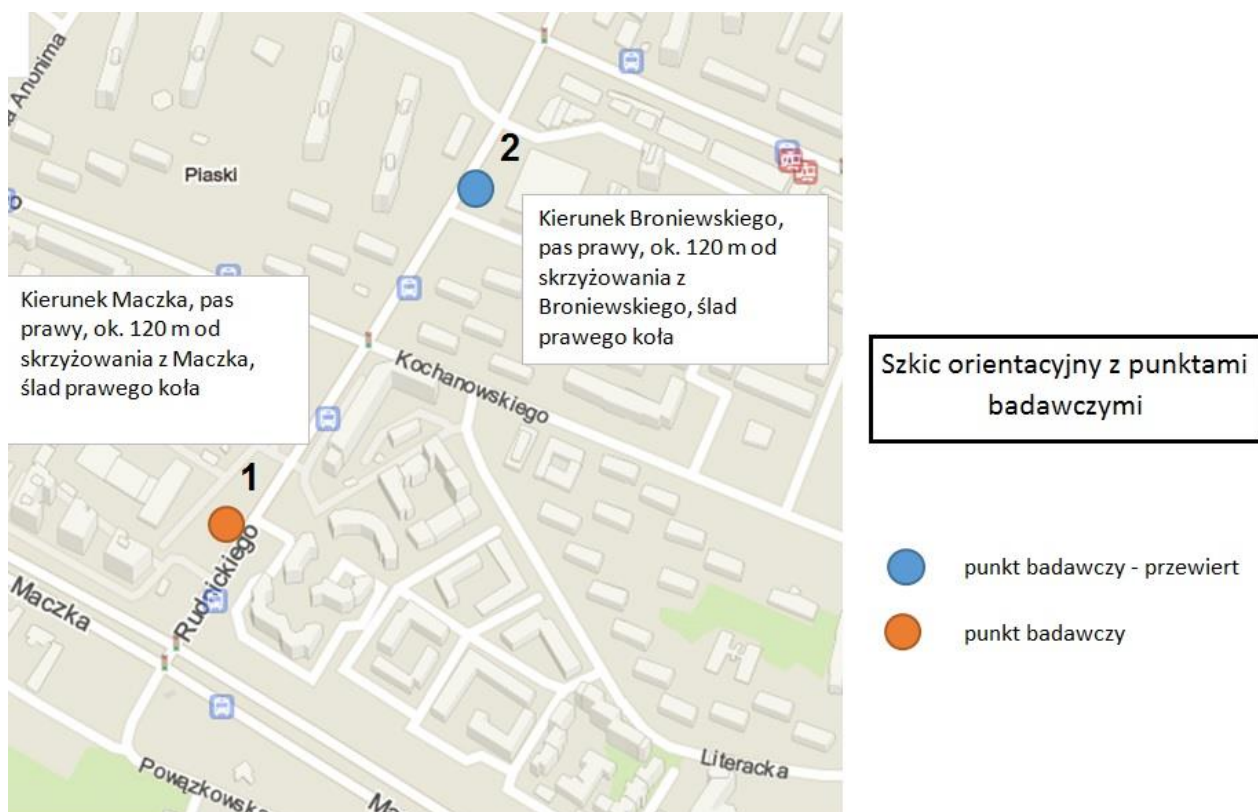 a Anonima
2
Piaski
Kierunek Broniewskiego,
pas prawy, ok. 120 m od
skrzyżowania z
Broniewskiego, ślad
prawego koła
Kierunek Maczka, pas
prawy, ok. 120 m od
skrzyżowania z Maczka,
ślad prawego koła
Kochanowskiego
Szkic orientacyjny z punktami
badawczymi
1
Rudnickiego
punkt badawczy - przewiert
Maczka
punkt badawczy
Literacka
Powązkowska